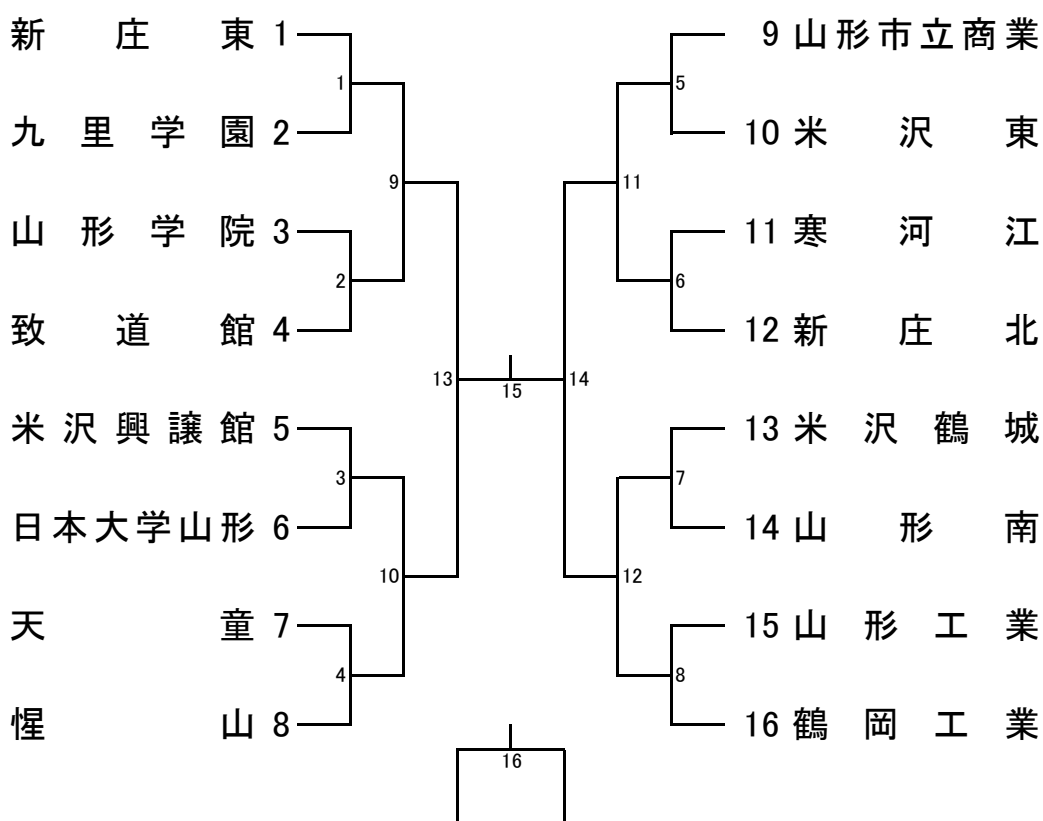 新庄東 1
1
九里学園 2
9
山形学院 3
2
致道館 4
13
米沢興譲館 5
3
日本大学山形 6
10
天童 7
4
惺山 8
15
16
9 山形市立商業
5
10 米沢東
11
11 寒河江
6
12 新庄北
14
13 米沢鶴城
7
14 山形南
12
15 山形工業
8
16 鶴岡工業